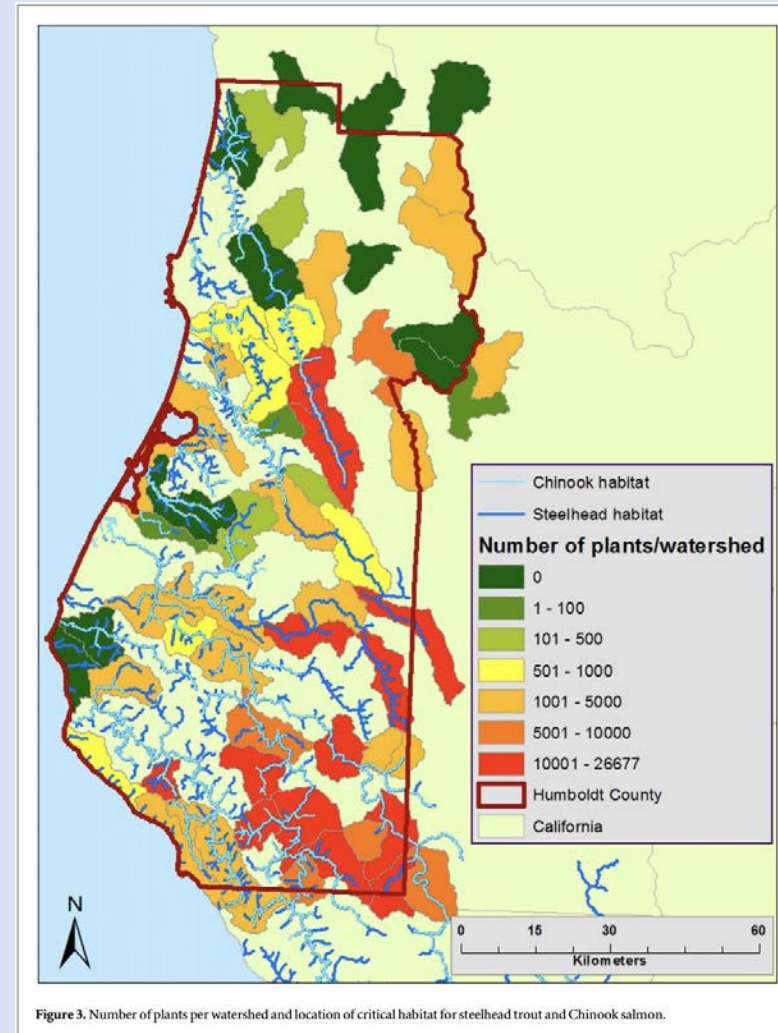 Chinook habitat
Steelhead habitat
Number of plants/watershed
0
1 - 100
101 - 500
501 - 1000
1001 - 5000
5001 - 10000
10001 - 26677
Humboldt County
California
N
0 15 30 60
Kilometers
Figure 3. Number of plants per watershed and location of critical habitat for steelhead trout and Chinook salmon.